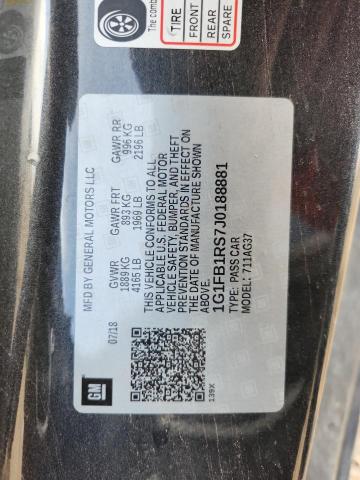 The comb
TIRE
FRONT
REAR
SPARE
GM
MFD BY GENERAL MOTORS LLC
07/18 GVWR GAWR FRT GAWR RR
1889 KG 893 KG 996 KG
4165 LB 1969 LB 2196 LB
THIS VEHICLE CONFORMS TO ALL
APPLICABLE U.S. FEDERAL MOTOR
VEHICLE SAFETY, BUMPER, AND THEFT
PREVENTION STANDARDS IN EFFECT ON
THE DATE OF MANUFACTURE SHOWN
ABOVE.
1G1FB1RS7J0188881
TYPE: PASS CAR
MODEL: 711AG37
139X